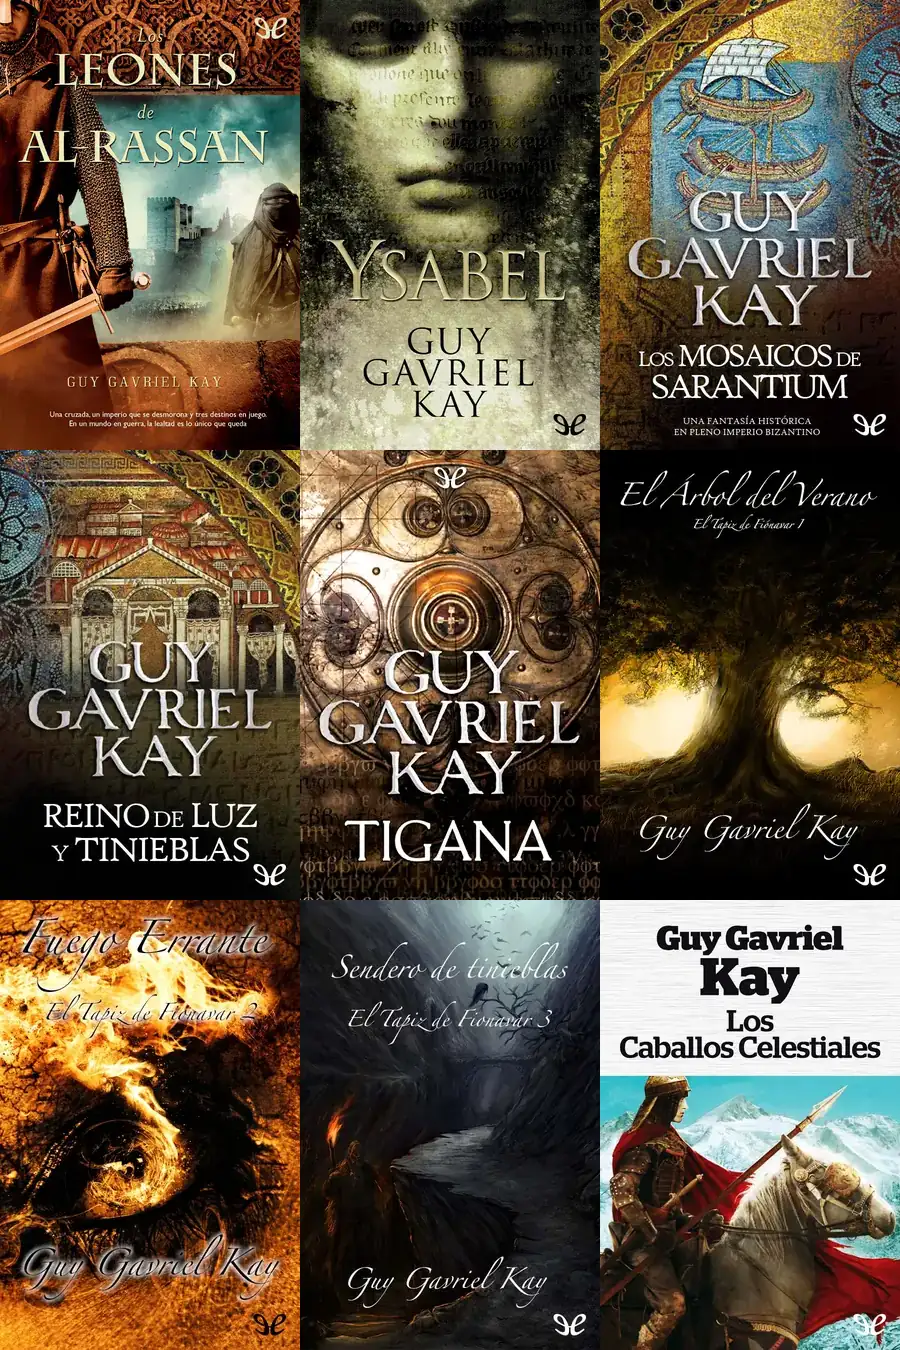 Los
LEONES
de
AL-RASSAN
GUY GAVRIEL KAY
Una cruzada, un imperio que se desmorona y tres destinos en juego.
En un mundo en guerra, la lealtad es lo único que queda
YSABEL
GUY
GAVRIEL
KAY
GUY
GAVRIEL
KAY
LOS MOSAICOS DE
SARANTIUM
UNA FANTASÍA HISTÓRICA
EN PLENO IMPERIO BIZANTINO
GUY
GAVRIEL
KAY
REINO DE LUZ
Y TINIEBLAS
GUY
GAVRIEL
KAY
TIGANA
El Árbol del Verano
El Tapiz de Fiónavar 1
Guy Gavriel Kay
Fuego Errante
El Tapiz de Fionavar 2
Guy Gavriel Kay
Sendero de tinieblas
El Tapiz de Fionavar 3
Guy Gavriel Kay
Guy Gavriel
Kay
Los
Caballos Celestiales